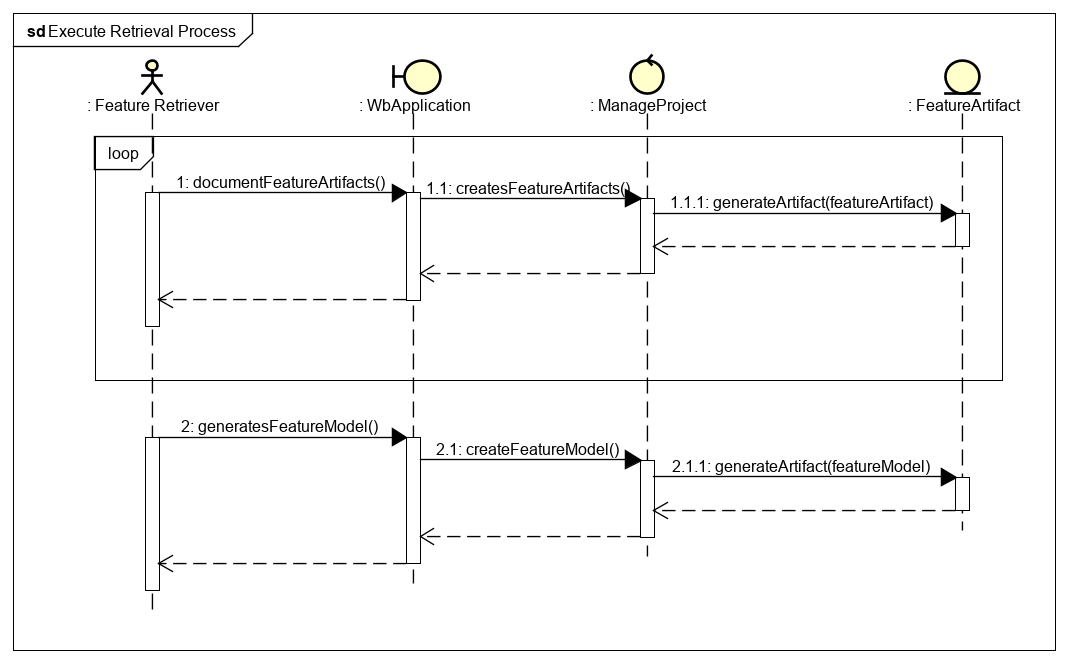 sd Execute Retrieval Process
: Feature Retriever
: WbApplication
: ManageProject
: FeatureArtifact
loop
1: documentFeatureArtifacts()
1.1: createsFeatureArtifacts()
1.1.1: generateArtifact(featureArtifact)
2: generatesFeatureModel()
2.1: createFeatureModel()
2.1.1: generateArtifact(featureModel)